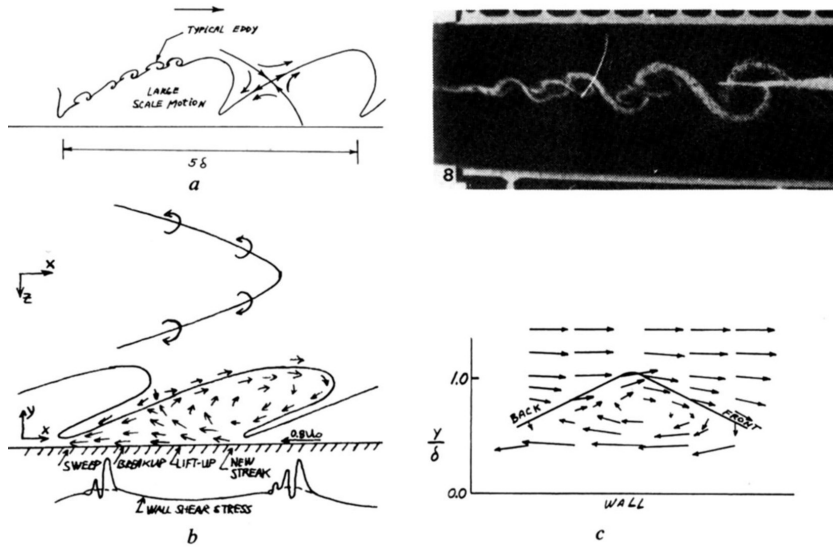 TYPICAL EDDY
LARGE
SCALE MOTION
5δ
a
8
X
Z
y
x
0.8U₀
SWEEP
BREAKUP
LIFT-UP
NEW
STREAK
WALL SHEAR STRESS
b
1.0
BACK
FRONT
y
δ
0.0
WALL
c